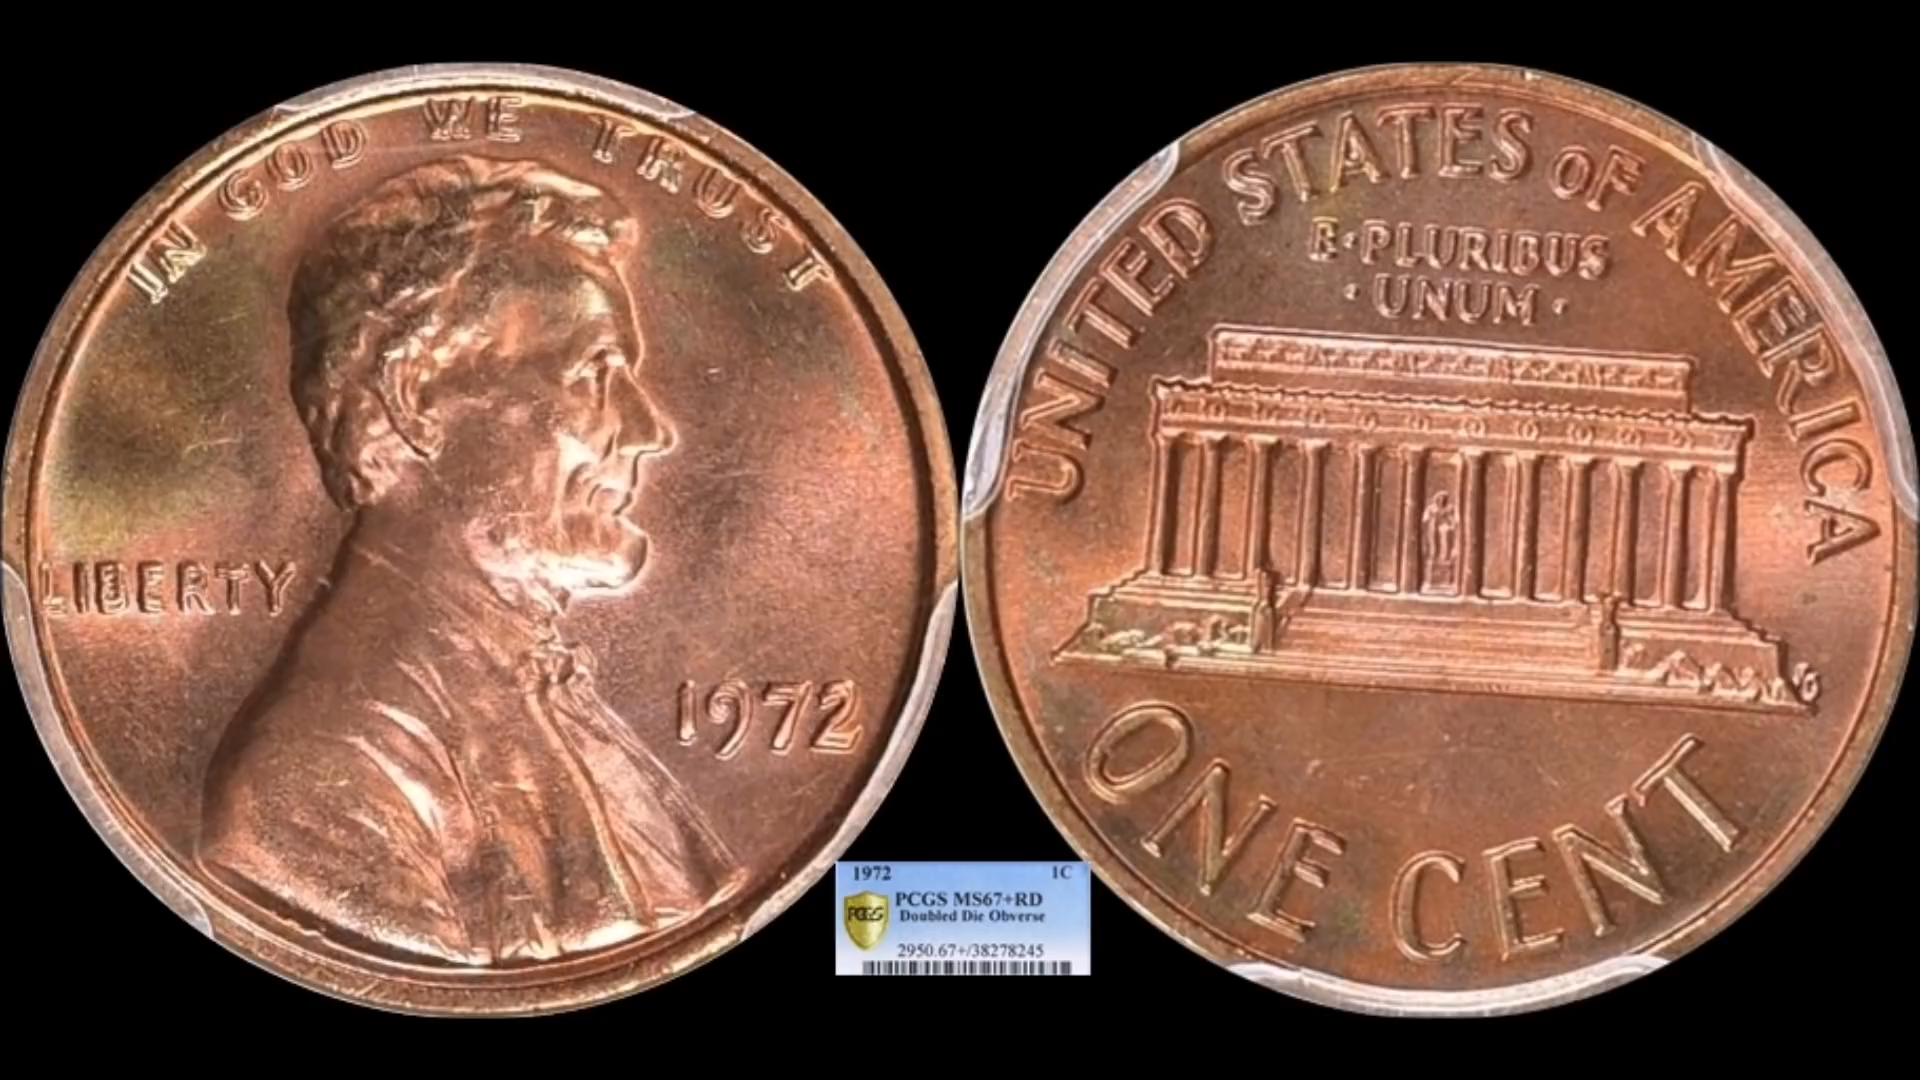 IN GOD WE TRUST
LIBERTY
1972
UNITED STATES OF AMERICA
E·PLURIBUS
·UNUM·
ONE CENT
1972 1C
PCGS
PCGS MS67+RD
Doubled Die Obverse
2950.67+/38278245